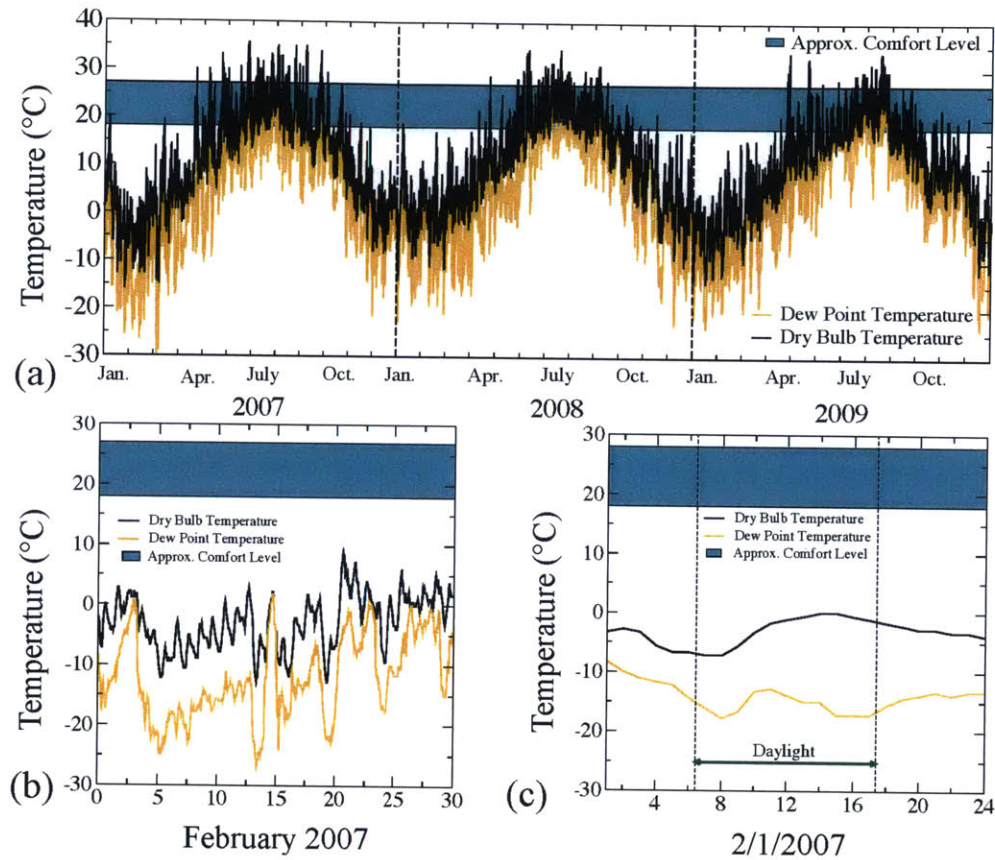 40
30
20
10
0
-10
-20
-30
Temperature (°C)
Approx. Comfort Level
Dew Point Temperature
Dry Bulb Temperature
(a)
Jan. Apr. July Oct. Jan. Apr. July Oct. Jan. Apr. July Oct.
2007 2008 2009
30
20
10
0
-10
-20
-30
Temperature (°C)
Dry Bulb Temperature
Dew Point Temperature
Approx. Comfort Level
(b)
0 5 10 15 20 25 30
February 2007
30
20
10
0
-10
-20
-30
Temperature (°C)
Dry Bulb Temperature
Dew Point Temperature
Approx. Comfort Level
Daylight
(c)
4 8 12 16 20 24
2/1/2007